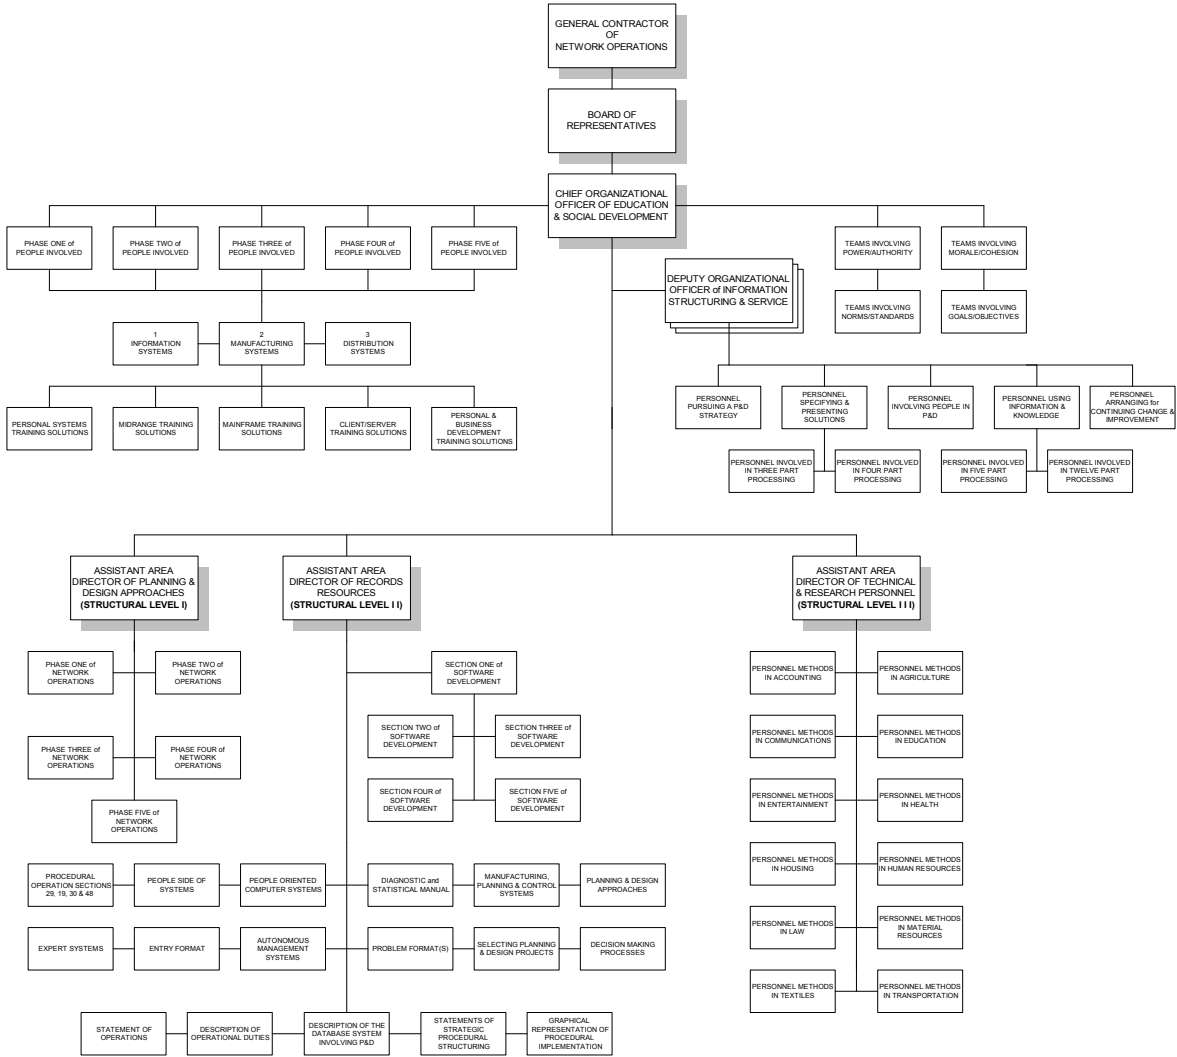 GENERAL CONTRACTOR
OF
NETWORK OPERATIONS
BOARD OF
REPRESENTATIVES
CHIEF ORGANIZATIONAL
OFFICER OF EDUCATION
& SOCIAL DEVELOPMENT
PHASE ONE of
PEOPLE INVOLVED
PHASE TWO of
PEOPLE INVOLVED
PHASE THREE of
PEOPLE INVOLVED
PHASE FOUR of
PEOPLE INVOLVED
PHASE FIVE of
PEOPLE INVOLVED
TEAMS INVOLVING
POWER/AUTHORITY
TEAMS INVOLVING
MORALE/COHESION
DEPUTY ORGANIZATIONAL
OFFICER of INFORMATION
STRUCTURING & SERVICE
TEAMS INVOLVING
NORMS/STANDARDS
TEAMS INVOLVING
GOALS/OBJECTIVES
1
INFORMATION
SYSTEMS
2
MANUFACTURING
SYSTEMS
3
DISTRIBUTION
SYSTEMS
PERSONAL SYSTEMS
TRAINING SOLUTIONS
MIDRANGE TRAINING
SOLUTIONS
MAINFRAME TRAINING
SOLUTIONS
CLIENT/SERVER
TRAINING SOLUTIONS
PERSONAL &
BUSINESS
DEVELOPMENT
TRAINING SOLUTIONS
PERSONNEL
PURSUING A P&D
STRATEGY
PERSONNEL
SPECIFYING &
PRESENTING
SOLUTIONS
PERSONNEL
INVOLVING PEOPLE IN
P&D
PERSONNEL USING
INFORMATION &
KNOWLEDGE
PERSONNEL
ARRANGING for
CONTINUING CHANGE &
IMPROVEMENT
PERSONNEL INVOLVED
IN THREE PART
PROCESSING
PERSONNEL INVOLVED
IN FOUR PART
PROCESSING
PERSONNEL INVOLVED
IN FIVE PART
PROCESSING
PERSONNEL INVOLVED
IN TWELVE PART
PROCESSING
ASSISTANT AREA
DIRECTOR OF PLANNING &
DESIGN APPROACHES
(STRUCTURAL LEVEL I)
ASSISTANT AREA
DIRECTOR OF RECORDS
RESOURCES
(STRUCTURAL LEVEL I I)
ASSISTANT AREA
DIRECTOR OF TECHNICAL
& RESEARCH PERSONNEL
(STRUCTURAL LEVEL I I I)
PHASE ONE of
NETWORK
OPERATIONS
PHASE TWO of
NETWORK
OPERATIONS
PHASE THREE of
NETWORK
OPERATIONS
PHASE FOUR of
NETWORK
OPERATIONS
PHASE FIVE of
NETWORK
OPERATIONS
SECTION ONE of
SOFTWARE
DEVELOPMENT
SECTION TWO of
SOFTWARE
DEVELOPMENT
SECTION THREE of
SOFTWARE
DEVELOPMENT
SECTION FOUR of
SOFTWARE
DEVELOPMENT
SECTION FIVE of
SOFTWARE
DEVELOPMENT
PERSONNEL METHODS
IN ACCOUNTING
PERSONNEL METHODS
IN AGRICULTURE
PERSONNEL METHODS
IN COMMUNICATIONS
PERSONNEL METHODS
IN EDUCATION
PERSONNEL METHODS
IN ENTERTAINMENT
PERSONNEL METHODS
IN HEALTH
PERSONNEL METHODS
IN HOUSING
PERSONNEL METHODS
IN HUMAN RESOURCES
PERSONNEL METHODS
IN LAW
PERSONNEL METHODS
IN MATERIAL
RESOURCES
PERSONNEL METHODS
IN TEXTILES
PERSONNEL METHODS
IN TRANSPORTATION
PROCEDURAL
OPERATION SECTIONS
29, 19, 30 & 48
PEOPLE SIDE OF
SYSTEMS
PEOPLE ORIENTED
COMPUTER SYSTEMS
DIAGNOSTIC and
STATISTICAL MANUAL
MANUFACTURING,
PLANNING & CONTROL
SYSTEMS
PLANNING & DESIGN
APPROACHES
EXPERT SYSTEMS
ENTRY FORMAT
AUTONOMOUS
MANAGEMENT
SYSTEMS
PROBLEM FORMAT(S)
SELECTING PLANNING
& DESIGN PROJECTS
DECISION MAKING
PROCESSES
STATEMENT OF
OPERATIONS
DESCRIPTION OF
OPERATIONAL DUTIES
DESCRIPTION OF THE
DATABASE SYSTEM
INVOLVING P&D
STATEMENTS OF
STRATEGIC
PROCEDURAL
STRUCTURING
GRAPHICAL
REPRESENTATION OF
PROCEDURAL
IMPLEMENTATION